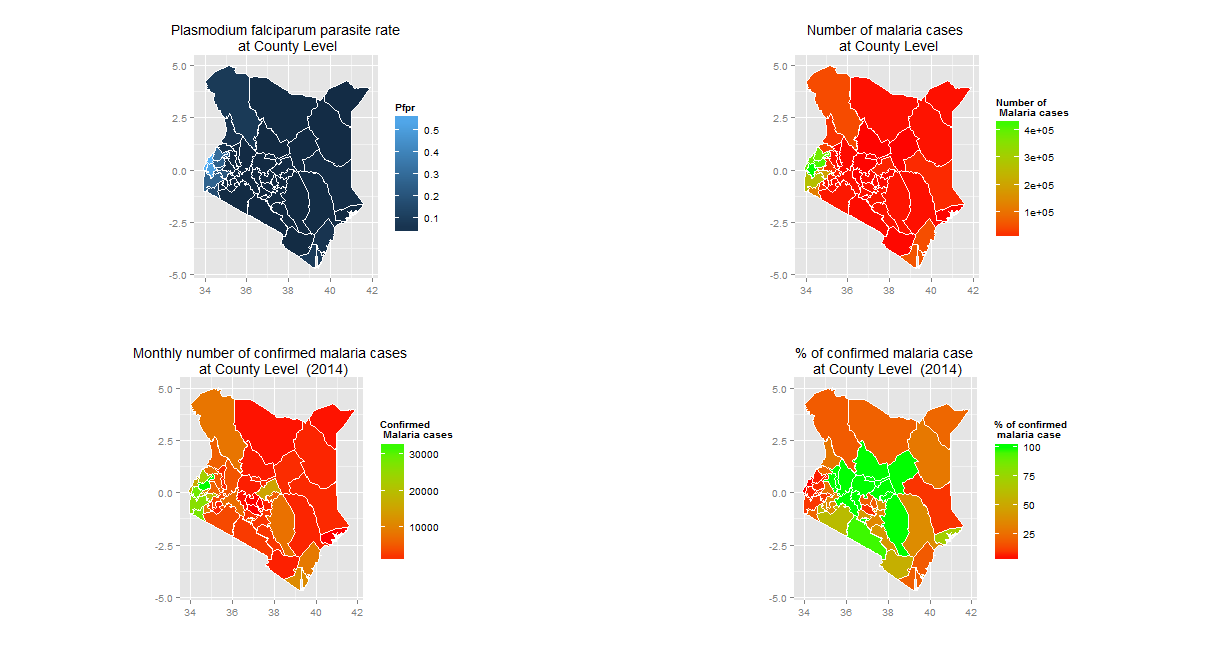 Plasmodium falciparum parasite rate
at County Level
5.0
2.5
0.0
-2.5
-5.0
34
36
38
40
42
Pfpr
0.5
0.4
0.3
0.2
0.1
Number of malaria cases
at County Level
5.0
2.5
0.0
-2.5
-5.0
34
36
38
40
42
Number of
Malaria cases
4e+05
3e+05
2e+05
1e+05
Monthly number of confirmed malaria cases
at County Level (2014)
5.0
2.5
0.0
-2.5
-5.0
34
36
38
40
42
Confirmed
Malaria cases
30000
20000
10000
% of confirmed malaria case
at County Level (2014)
5.0
2.5
0.0
-2.5
-5.0
34
36
38
40
42
% of confirmed
malaria case
100
75
50
25